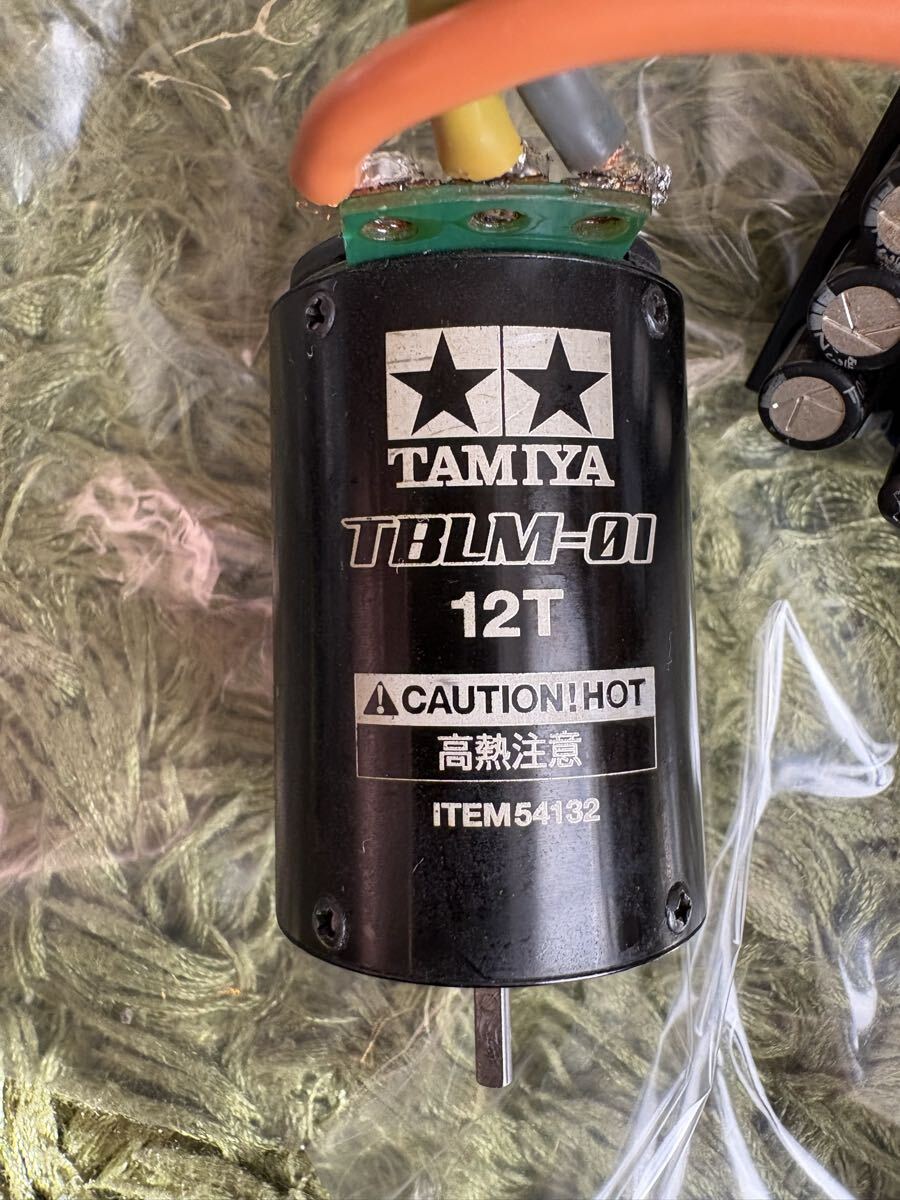 TAMIYA
TBLM-01
12T
CAUTION!HOT
高熱注意
ITEM54132